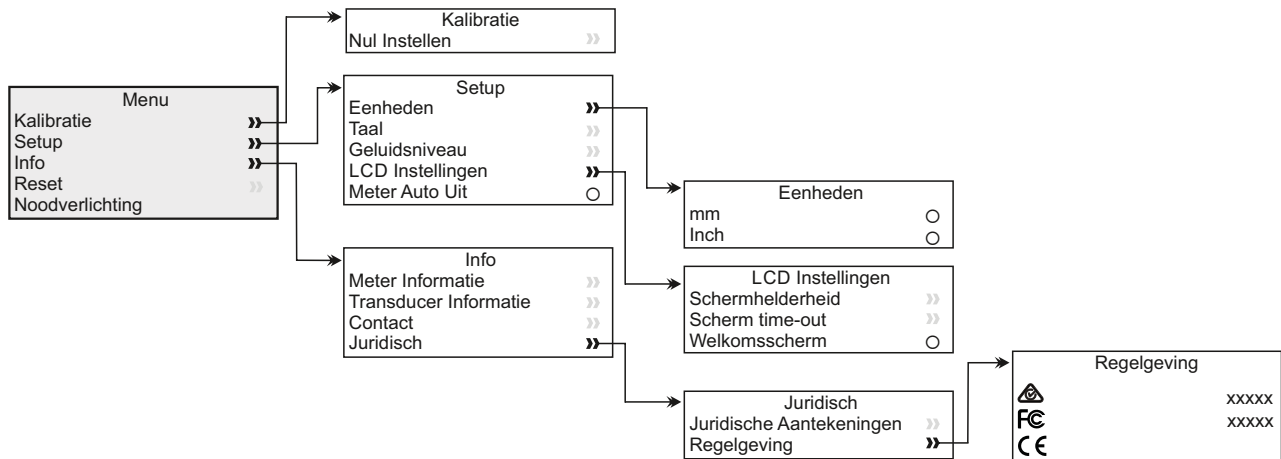 Menu
Kalibratie
Setup
Info
Reset
Noodverlichting
Kalibratie
Nul Instellen
Setup
Eenheden
Taal
Geluidsniveau
LCD Instellingen
Meter Auto Uit
Info
Meter Informatie
Transducer Informatie
Contact
Juridisch
Eenheden
mm
Inch
LCD Instellingen
Schermhelderheid
Scherm time-out
Welkomsscherm
Juridisch
Juridische Aantekeningen
Regelgeving
Regelgeving
xxxxx
FC xxxxx
CE